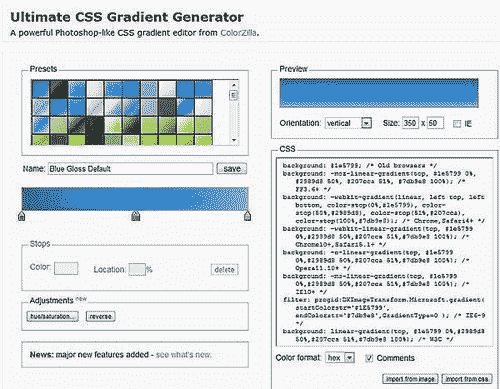 Ultimate CSS Gradient Generator
A powerful Photoshop-like CSS gradient editor from ColorZilla.
Presets
Name: Blue Gloss Default save
Stops
Color: Location: % delete
Adjustments new
hue/saturation... reverse
News: major new features added - see what's new.
Preview
Orientation: vertical Size: 350 x 50 IE
CSS
background: #1e5799; /* Old browsers */
background: -moz-linear-gradient(top, #1e5799 0%,
#2989d8 50%, #207cca 51%, #7db9e8 100%); /*
FF3.6+ */
background: -webkit-gradient(linear, left top, left
bottom, color-stop(0%,#1e5799), color-
stop(50%,#2989d8), color-stop(51%,#207cca),
color-stop(100%,#7db9e8)); /* Chrome,Safari4+ */
background: -webkit-linear-gradient(top, #1e5799
0%,#2989d8 50%,#207cca 51%,#7db9e8 100%); /*
Chrome10+,Safari5.1+ */
background: -o-linear-gradient(top, #1e5799
0%,#2989d8 50%,#207cca 51%,#7db9e8 100%); /*
Opera11.10+ */
background: -ms-linear-gradient(top, #1e5799
0%,#2989d8 50%,#207cca 51%,#7db9e8 100%); /*
IE10+ */
filter: progid:DXImageTransform.Microsoft.gradient(
startColorstr='#1e5799',
endColorstr='#7db9e8',GradientType=0 ); /* IE6-9
*/
background: linear-gradient(top, #1e5799 0%,#2989d8
50%,#207cca 51%,#7db9e8 100%); /* W3C */
Color format: hex Comments
import from image import from css